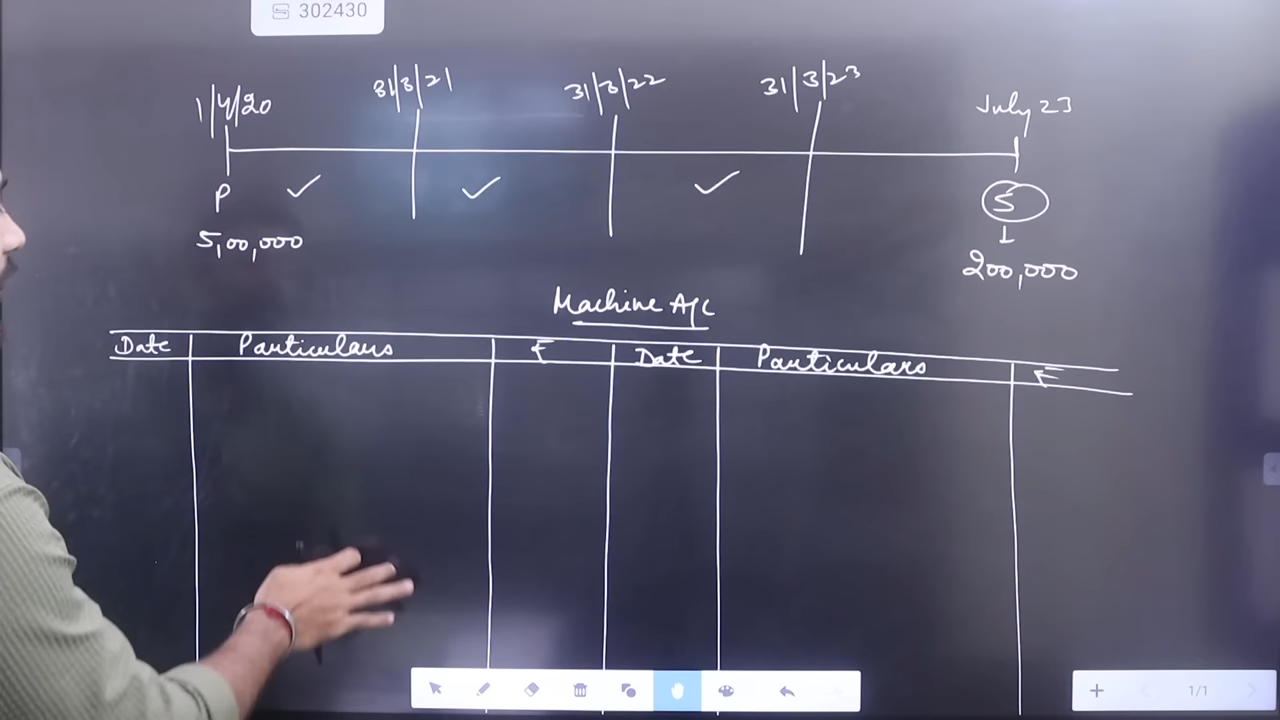 302430
1/4/20 31/3/21 31/3/22 31/3/23 July 23
P S
5,00,000 200,000
Machine A/c
Date Particulars ₹ Date Particulars ₹
1/1